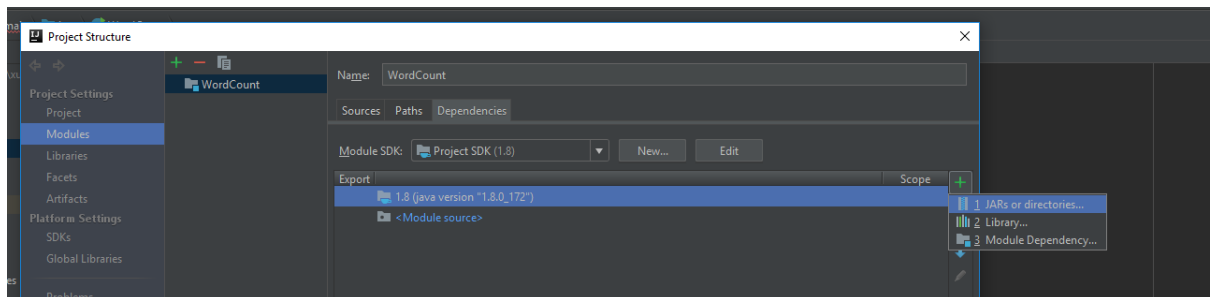 Project Structure
Project Settings
Project
Modules
Libraries
Facets
Artifacts
Platform Settings
SDKs
Global Libraries
Problems
WordCount
Name: WordCount
Sources Paths Dependencies
Module SDK: Project SDK (1.8) New... Edit
Export Scope
1.8 (java version "1.8.0_172")
<Module source>
1 JARs or directories...
2 Library...
3 Module Dependency...